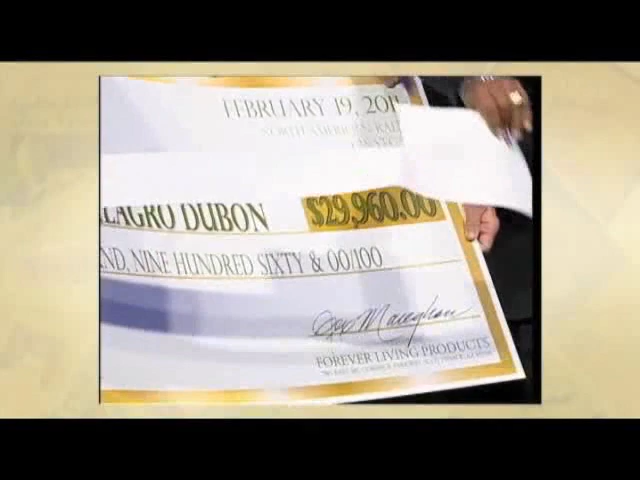 FEBRUARY 19, 201
NORTH AMERICAN
LAGRO DUBON $29,960.00
AND, NINE HUNDRED SIXTY & 00/100
FOREVER LIVING PRODUCTS